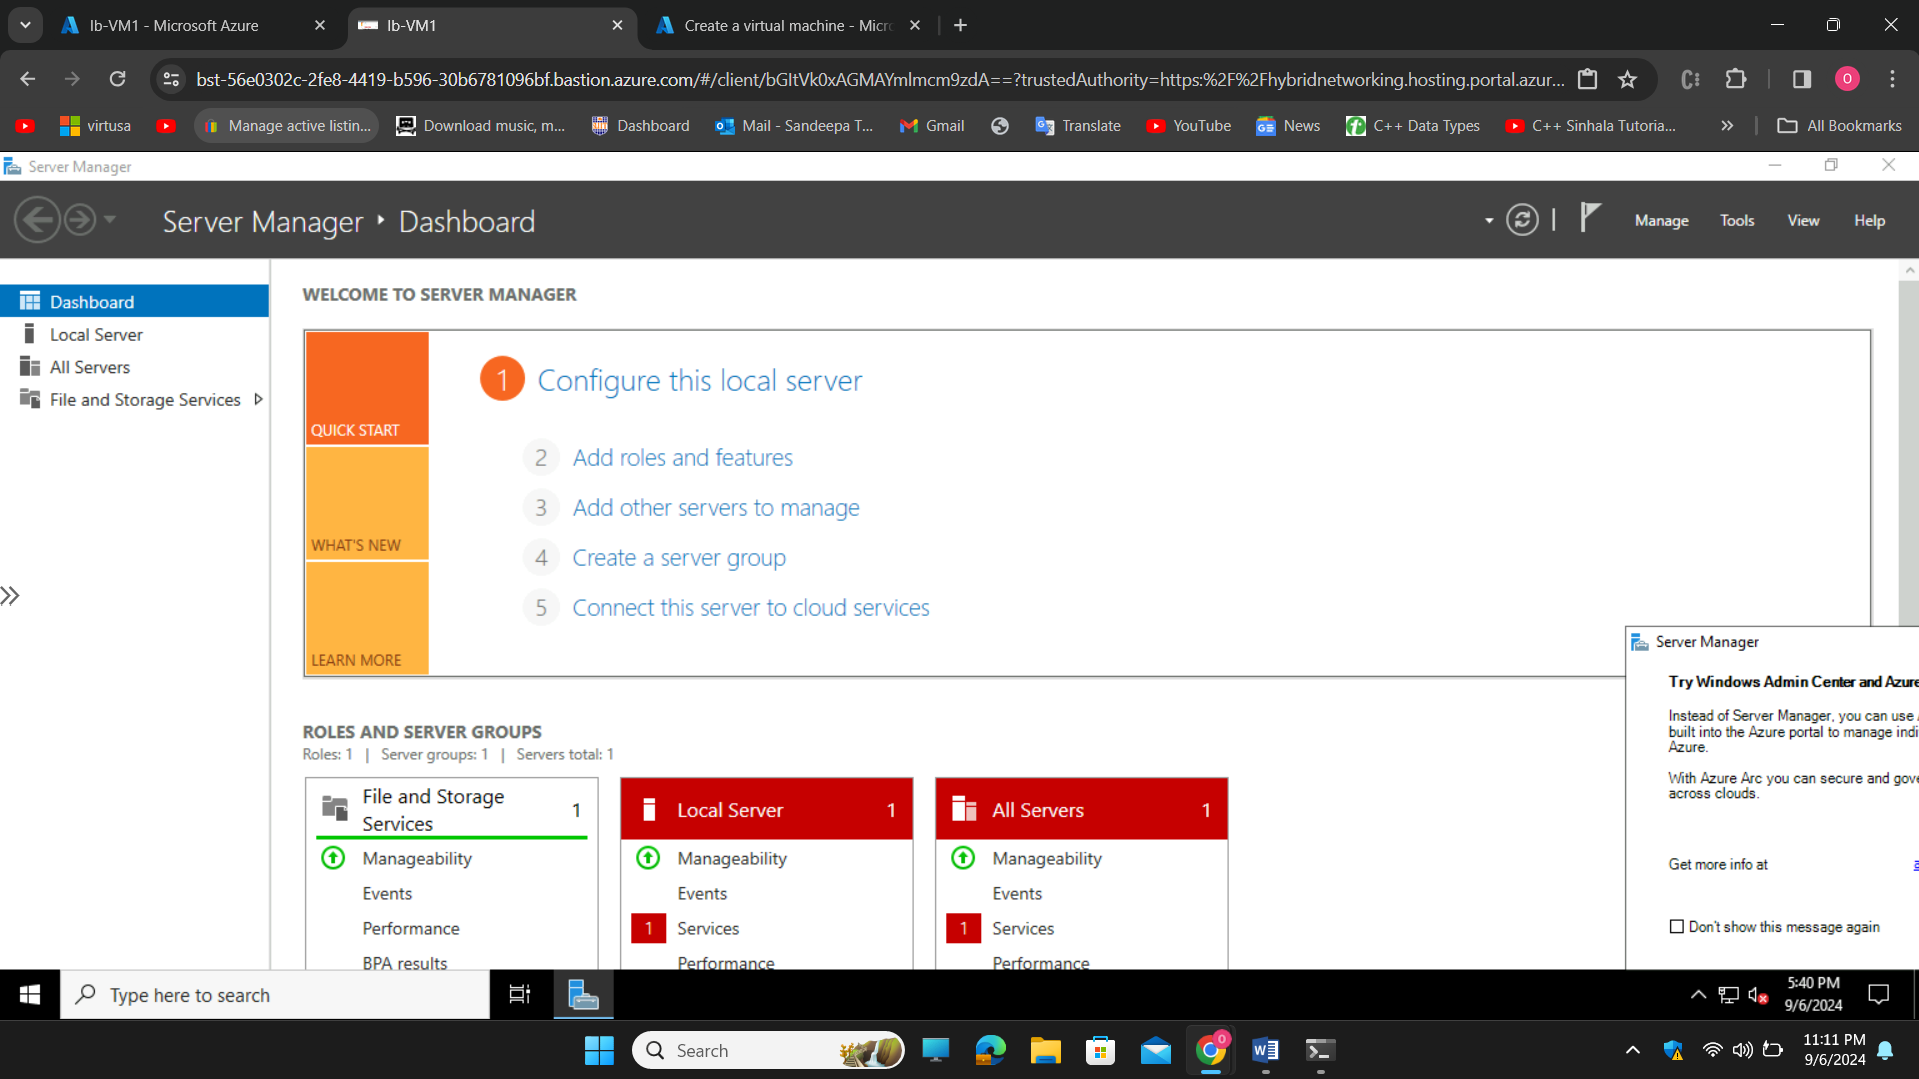 lb-VM1 - Microsoft Azure
lb-VM1
Create a virtual machine - Micr
bst-56e0302c-2fe8-4419-b596-30b6781096bf.bastion.azure.com/#/client/bGItVk0xAGMAYmlmcm9zdA==?trustedAuthority=https:%2F%2Fhybridnetworking.hosting.portal.azur...
O
virtusa
Manage active listin...
Download music, m...
Dashboard
Mail - Sandeepa T...
Gmail
Translate
YouTube
News
C++ Data Types
C++ Sinhala Tutoria...
All Bookmarks
Server Manager
Server Manager
Dashboard
Manage
Tools
View
Help
Dashboard
Local Server
All Servers
File and Storage Services
WELCOME TO SERVER MANAGER
QUICK START
WHAT'S NEW
LEARN MORE
1 Configure this local server
2 Add roles and features
3 Add other servers to manage
4 Create a server group
5 Connect this server to cloud services
ROLES AND SERVER GROUPS
Roles: 1 | Server groups: 1 | Servers total: 1
File and Storage Services 1
Manageability
Events
Performance
BPA results
Local Server 1
Manageability
Events
1 Services
Performance
All Servers 1
Manageability
Events
1 Services
Performance
Server Manager
Try Windows Admin Center and Azure
Instead of Server Manager, you can use
built into the Azure portal to manage indi
Azure.
With Azure Arc you can secure and gove
across clouds.
Get more info at
Don't show this message again
Type here to search
5:40 PM
9/6/2024
Search
11:11 PM
9/6/2024